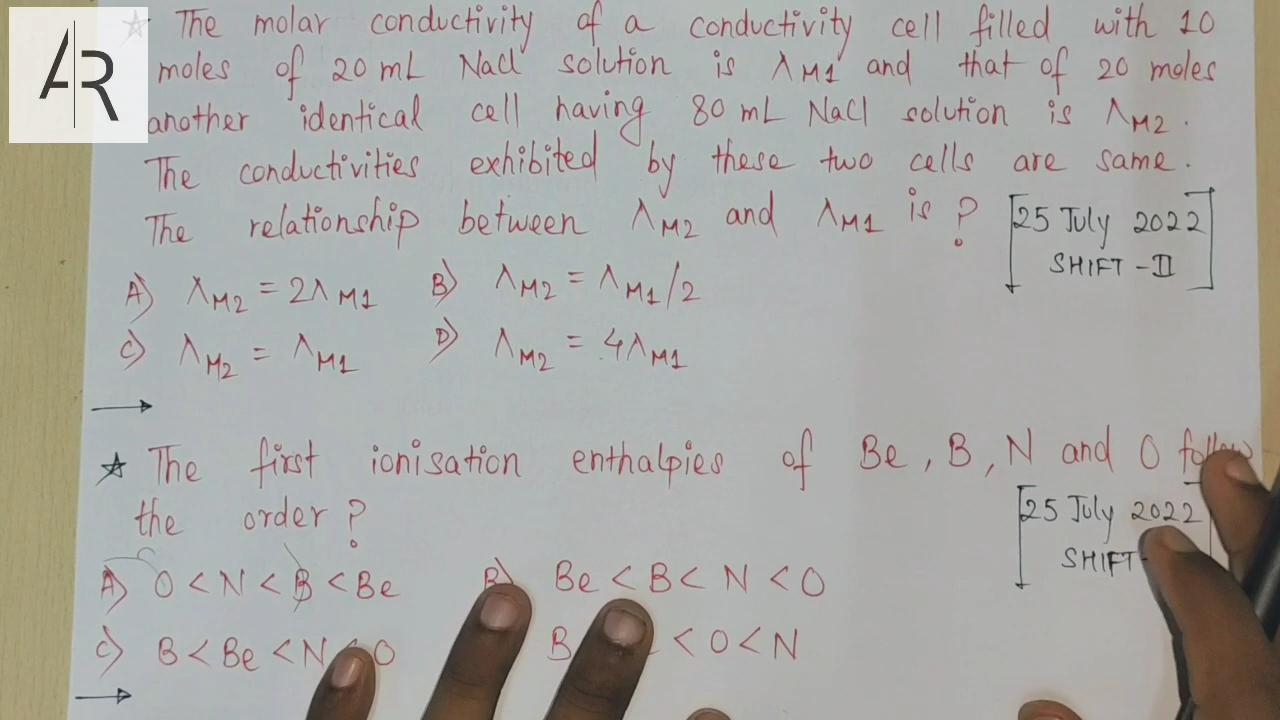 AR
☆ The molar conductivity of a conductivity cell filled with 10
moles of 20 mL NaCl solution is λM1 and that of 20 moles
another identical cell having 80 mL NaCl solution is λM2.
The conductivities exhibited by these two cells are same.
The relationship between λM2 and λM1 is ?
[25 July 2022
SHIFT-II]
A) λM2 = 2λM1 B) λM2 = λM1/2
C) λM2 = λM1 D) λM2 = 4λM1
→
☆ The first ionisation enthalpies of Be, B, N and O follow
the order ?
[25 July 2022
SHIFT-
A) O < N < B < Be B) Be < B < N < O
C) B < Be < N < O B < O < N
→